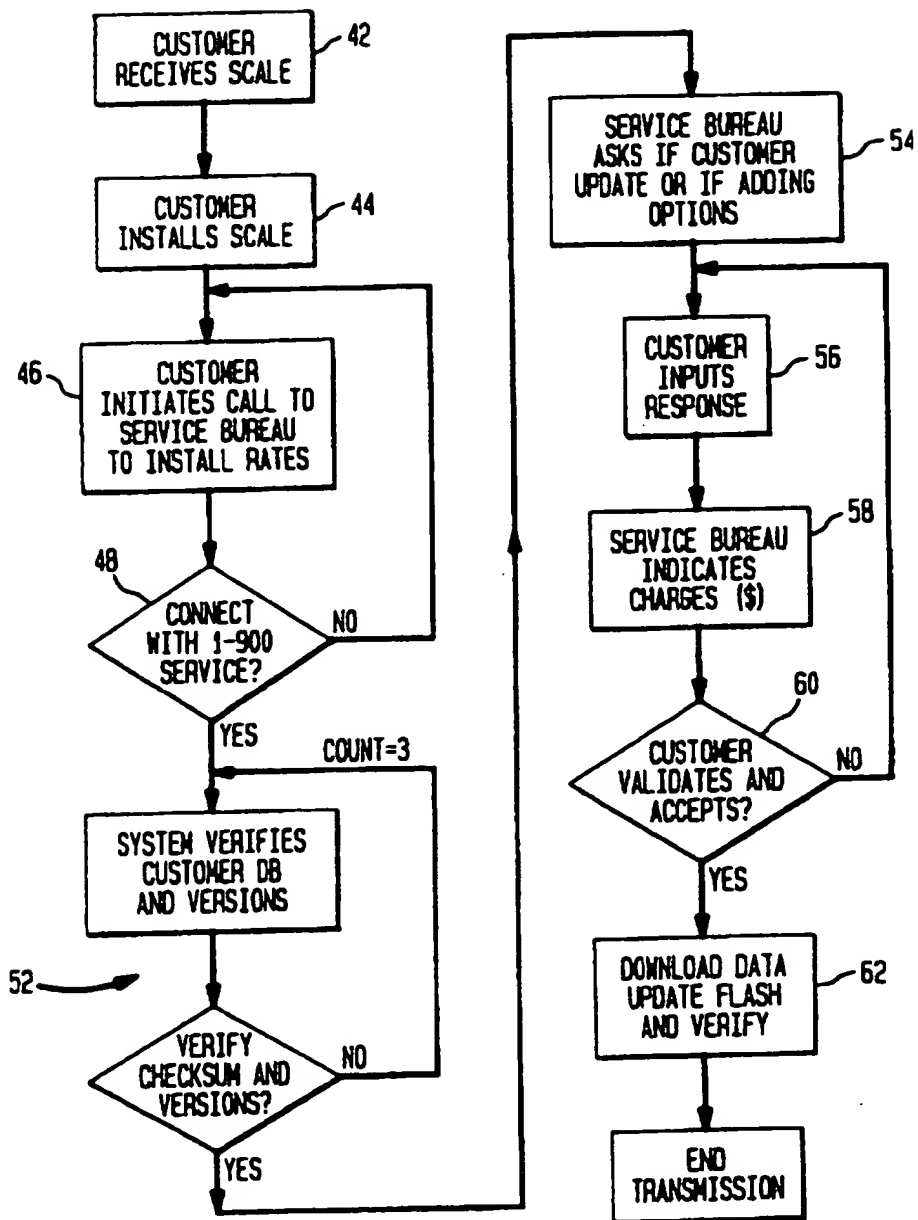 CUSTOMER
RECEIVES SCALE
42
CUSTOMER
INSTALLS SCALE
44
46
CUSTOMER
INITIATES CALL TO
SERVICE BUREAU
TO INSTALL RATES
48
CONNECT
WITH 1-900
SERVICE?
NO
YES
COUNT=3
SYSTEM VERIFIES
CUSTOMER DB
AND VERSIONS
52
VERIFY
CHECKSUM AND
VERSIONS?
NO
YES
SERVICE BUREAU
ASKS IF CUSTOMER
UPDATE OR IF ADDING
OPTIONS
54
CUSTOMER
INPUTS
RESPONSE
56
SERVICE BUREAU
INDICATES
CHARGES ($)
58
60
CUSTOMER
VALIDATES AND
ACCEPTS?
NO
YES
DOWNLOAD DATA
UPDATE FLASH
AND VERIFY
62
END
TRANSMISSION